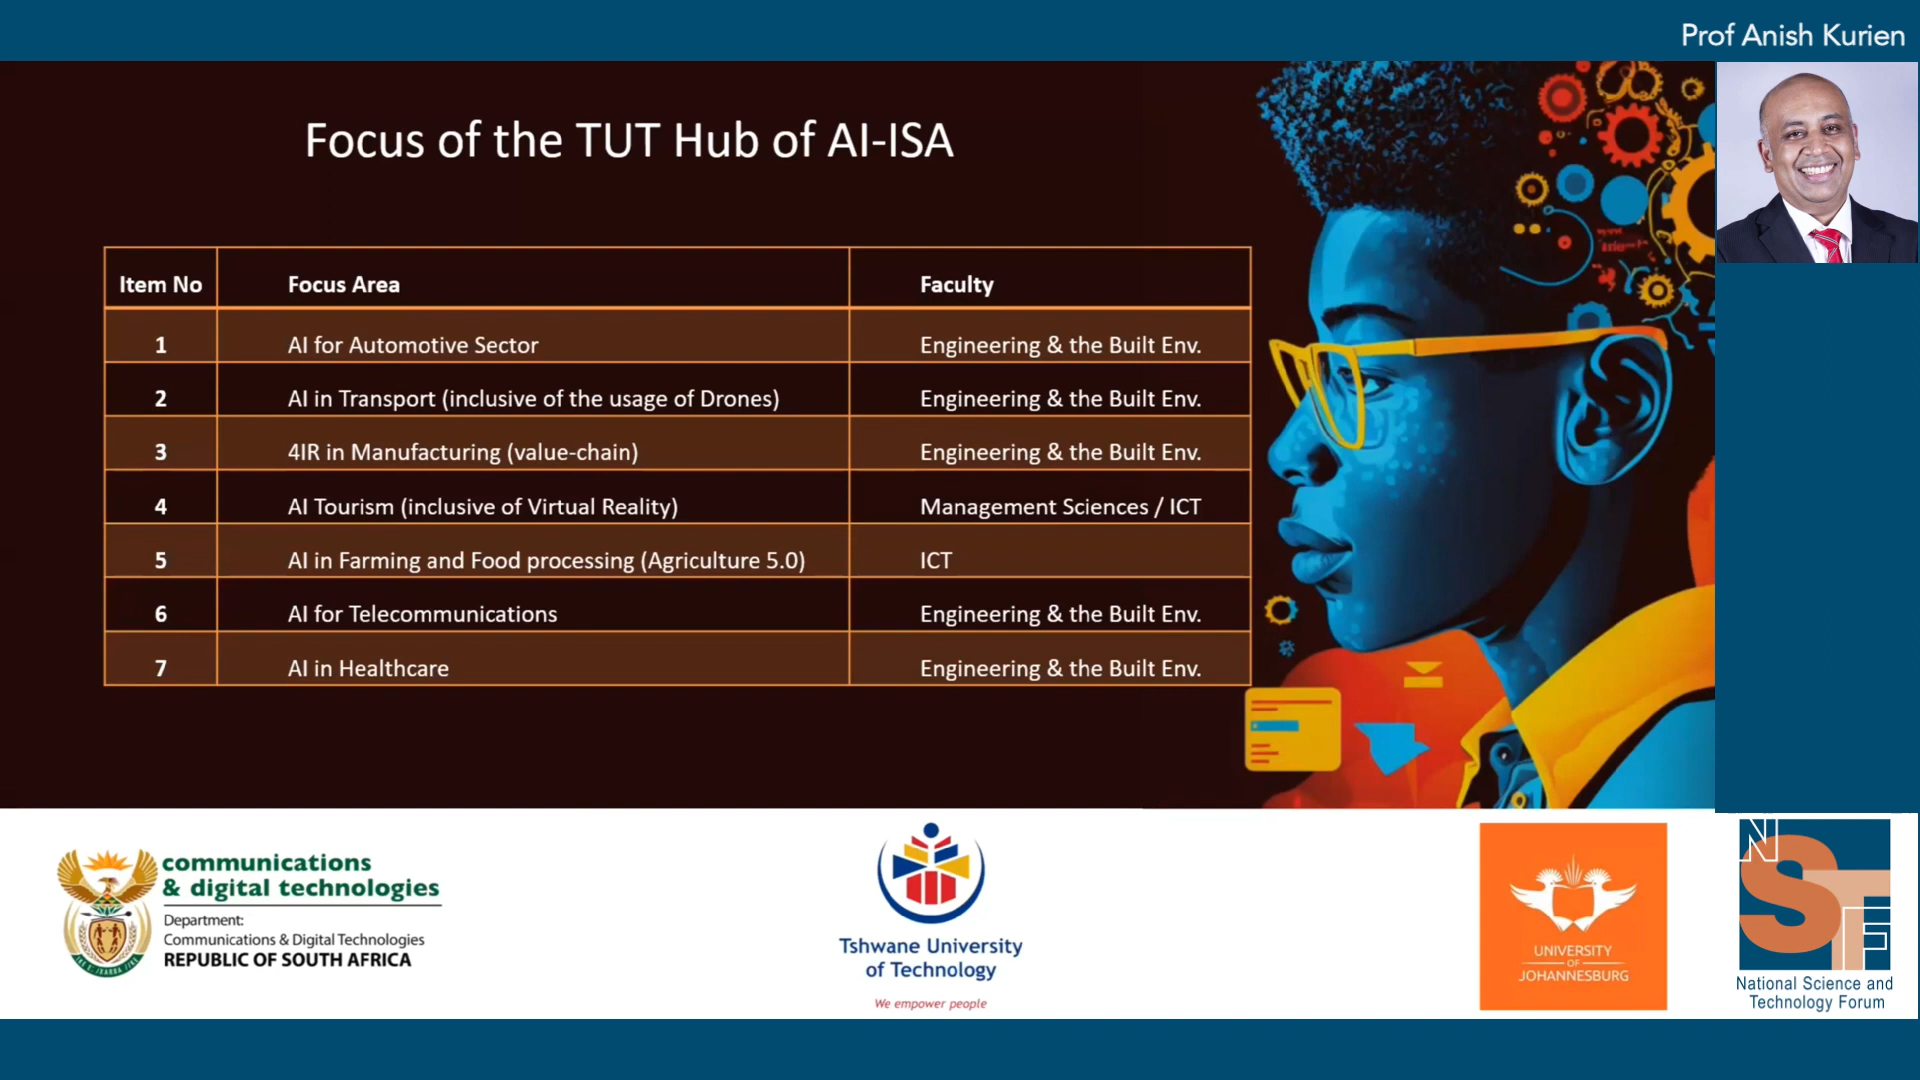 Prof Anish Kurien
Focus of the TUT Hub of AI-ISA
Item No Focus Area Faculty
1 AI for Automotive Sector Engineering & the Built Env.
2 AI in Transport (inclusive of the usage of Drones) Engineering & the Built Env.
3 4IR in Manufacturing (value-chain) Engineering & the Built Env.
4 AI Tourism (inclusive of Virtual Reality) Management Sciences / ICT
5 AI in Farming and Food processing (Agriculture 5.0) ICT
6 AI for Telecommunications Engineering & the Built Env.
7 AI in Healthcare Engineering & the Built Env.
communications
& digital technologies
Department:
Communications & Digital Technologies
REPUBLIC OF SOUTH AFRICA
Tshwane University
of Technology
We empower people
UNIVERSITY
OF
JOHANNESBURG
NSTF
National Science and
Technology Forum